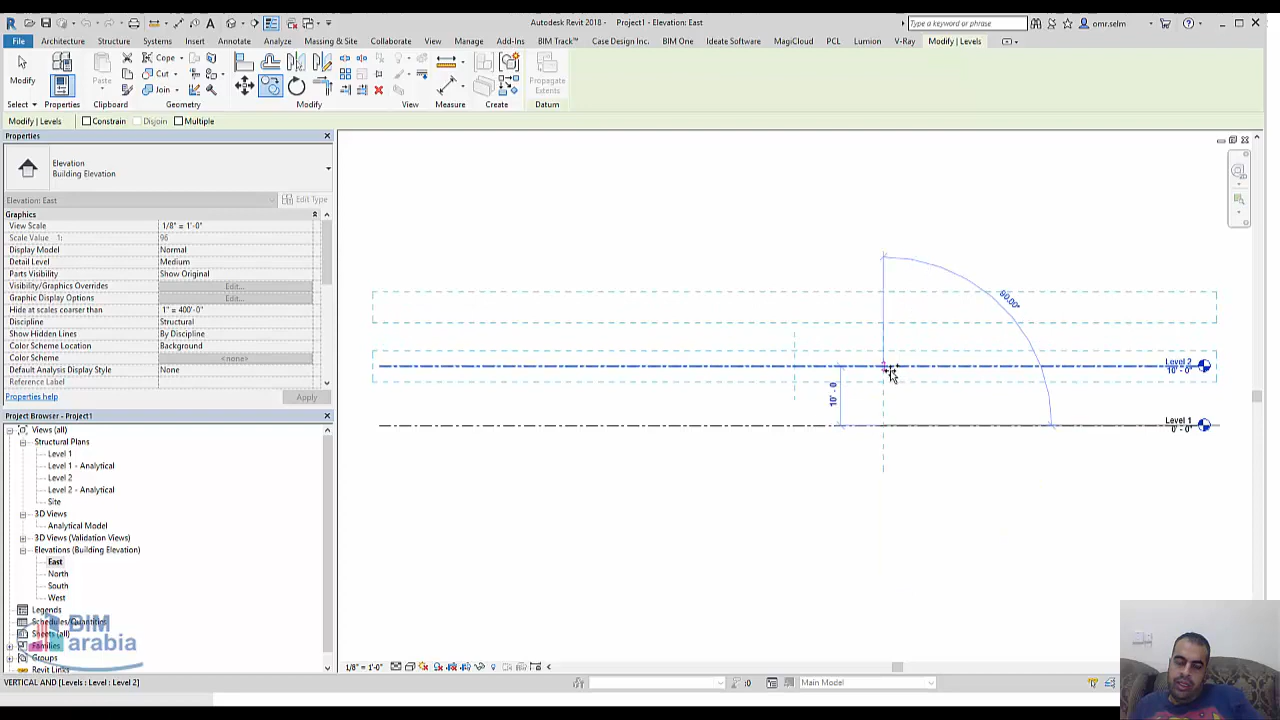 Autodesk Revit 2018 - Project1 - Elevation: East
Type a keyword or phrase
omr.selm
File Architecture Structure Systems Insert Annotate Analyze Massing & Site Collaborate View Manage Add-Ins BIM Track™ Case Design Inc. BIM One Ideate Software MagiCloud PCL Lumion V-Ray Modify | Levels
Modify
Paste
Cope
Cut
Join
Propagate
Extents
Select Properties Clipboard Geometry Modify View Measure Create Datum
Modify | Levels Constrain Disjoin Multiple
Properties
Elevation
Building Elevation
Elevation: East Edit Type
Graphics
View Scale 1/8" = 1'-0"
Scale Value 1: 96
Display Model Normal
Detail Level Medium
Parts Visibility Show Original
Visibility/Graphics Overrides Edit...
Graphic Display Options Edit...
Hide at scales coarser than 1" = 400'-0"
Discipline Structural
Show Hidden Lines By Discipline
Color Scheme Location Background
Color Scheme <none>
Default Analysis Display Style None
Reference Label
Properties help Apply
Project Browser - Project1
Views (all)
Structural Plans
Level 1
Level 1 - Analytical
Level 2
Level 2 - Analytical
Site
3D Views
Analytical Model
3D Views (Validation Views)
Elevations (Building Elevation)
East
North
South
West
Legends
Schedules/Quantities
Sheets (all)
Families
Groups
Revit Links
BIM
arabia
90.00°
Level 2
10' - 0"
10' - 0
Level 1
0' - 0"
1/8" = 1'-0"
VERTICAL AND [Levels : Level : Level 2]
:0
Main Model